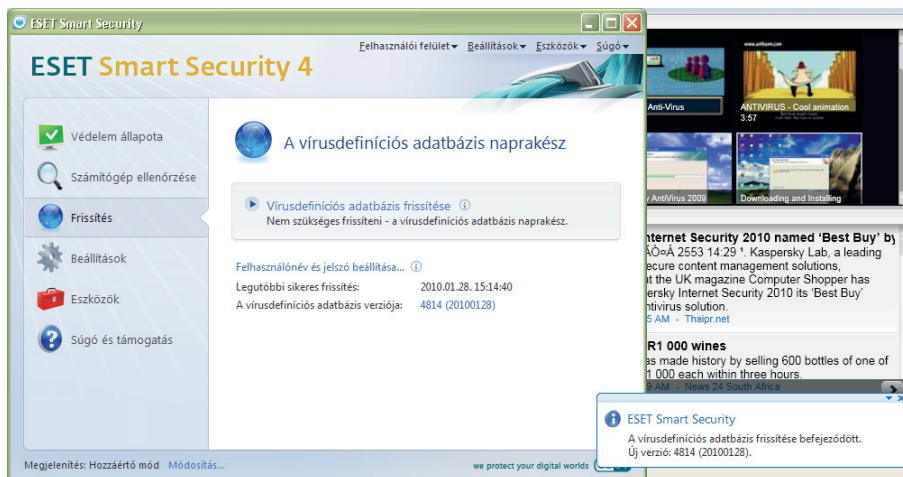 ESET Smart Security
Felhasználói felület Beállítások Eszközök Súgó
ESET Smart Security 4
Védelem állapota
Számítógép ellenőrzése
Frissítés
Beállítások
Eszközök
Súgó és támogatás
A vírusdefiníciós adatbázis naprakész
Vírusdefiníciós adatbázis frissítése
Nem szükséges frissíteni - a vírusdefiníciós adatbázis naprakész.
Felhasználónév és jelszó beállítása...
Legutóbbi sikeres frissítés: 2010.01.28. 15:14:40
A vírusdefiníciós adatbázis verziója: 4814 (20100128)
Megjelenítés: Hozzáértő mód Módosítás...
we protect your digital worlds
www.antiburn.com
Anti-Virus
ANTIVIRUS - Cool animation
3:57
AntiVirus 2009
Downloading and Installing
nternet Security 2010 named 'Best Buy' by
2553 14:29 Kaspersky Lab, a leading
ecure content management solutions,
t the UK magazine Computer Shopper has
ersky Internet Security 2010 its 'Best Buy'
ntivirus solution.
5 AM - Thaipr.net
R1 000 wines
as made history by selling 600 bottles of one of
1 000 each within three hours.
9 AM - News 24 South Africa
ESET Smart Security
A vírusdefiníciós adatbázis frissítése befejeződött.
Új verzió: 4814 (20100128).